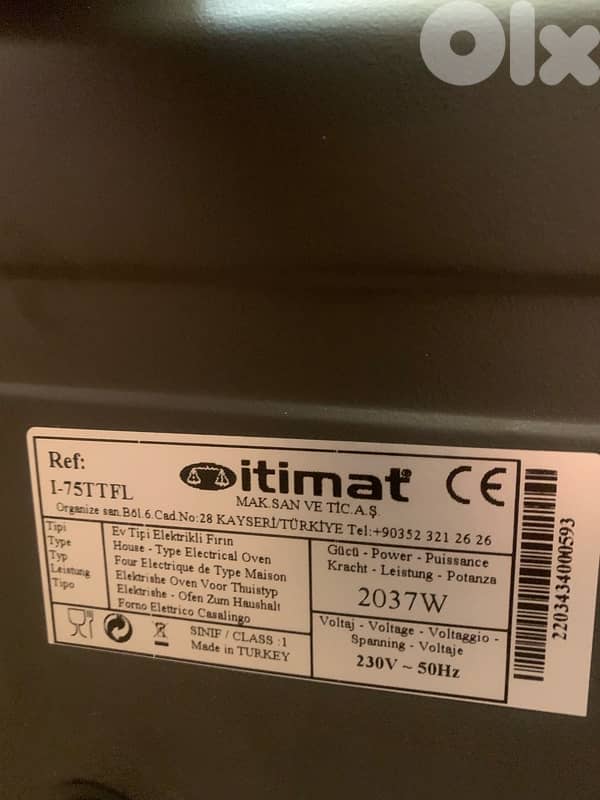 Olx
Ref:
I-75TTFL
itimat
CE
MAK.SAN VE TİC.A.Ş.
Organize san.Böl.6.Cad.No:28 KAYSERİ/TÜRKİYE Tel:+90352 321 26 26
Tipi
Type
Typ
Leistung
Tipo
Ev Tipi Elektrikli Fırın
House - Type Electrical Oven
Four Electrique de Type Maison
Elektrishe Oven Voor Thuistyp
Elektrishe - Ofen Zum Haushalt
Forno Elettrico Casalingo
Gücü - Power - Puissance
Kracht - Leistung - Potanza
2037W
SINIF / CLASS :1
Made in TURKEY
Voltaj - Voltage - Voltaggio -
Spanning - Voltaje
230V ~ 50Hz
2203434000593